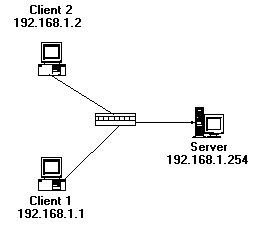 Client 2
192.168.1.2
Server
192.168.1.254
Client 1
192.168.1.1